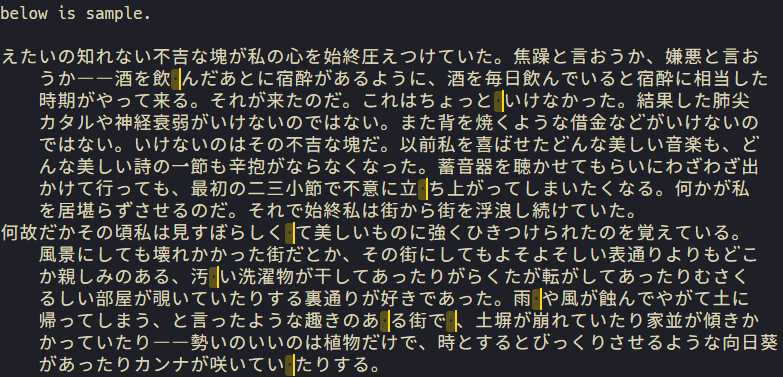 below is sample.
えたいの知れない不吉な塊が私の心を始終圧えつけていた。焦躁と言おうか、嫌悪と言お
うか――酒を飲んだあとに宿酔があるように、酒を毎日飲んでいると宿酔に相当した
時期がやって来る。それが来たのだ。これはちょっといけなかった。結果した肺尖
カタルや神経衰弱がいけないのではない。また背を焼くような借金などがいけないの
ではない。いけないのはその不吉な塊だ。以前私を喜ばせたどんな美しい音楽も、ど
んな美しい詩の一節も辛抱がならなくなった。蓄音器を聴かせてもらいにわざわざ出
かけて行っても、最初の二三小節で不意に立ち上がってしまいたくなる。何かが私
を居堪らずさせるのだ。それで始終私は街から街を浮浪し続けていた。
何故だかその頃私は見すぼらしくて美しいものに強くひきつけられたのを覚えている。
風景にしても壊れかかった街だとか、その街にしてもよそよそしい表通りよりもどこ
か親しみのある、汚い洗濯物が干してあったりがらくたが転がしてあったりむさく
るしい部屋が覗いていたりする裏通りが好きであった。雨や風が蝕んでやがて土に
帰ってしまう、と言ったような趣きのある街で、土塀が崩れていたり家並が傾きか
かっていたり――勢いのいいのは植物だけで、時とするとびっくりさせるような向日葵
があったりカンナが咲いていたりする。